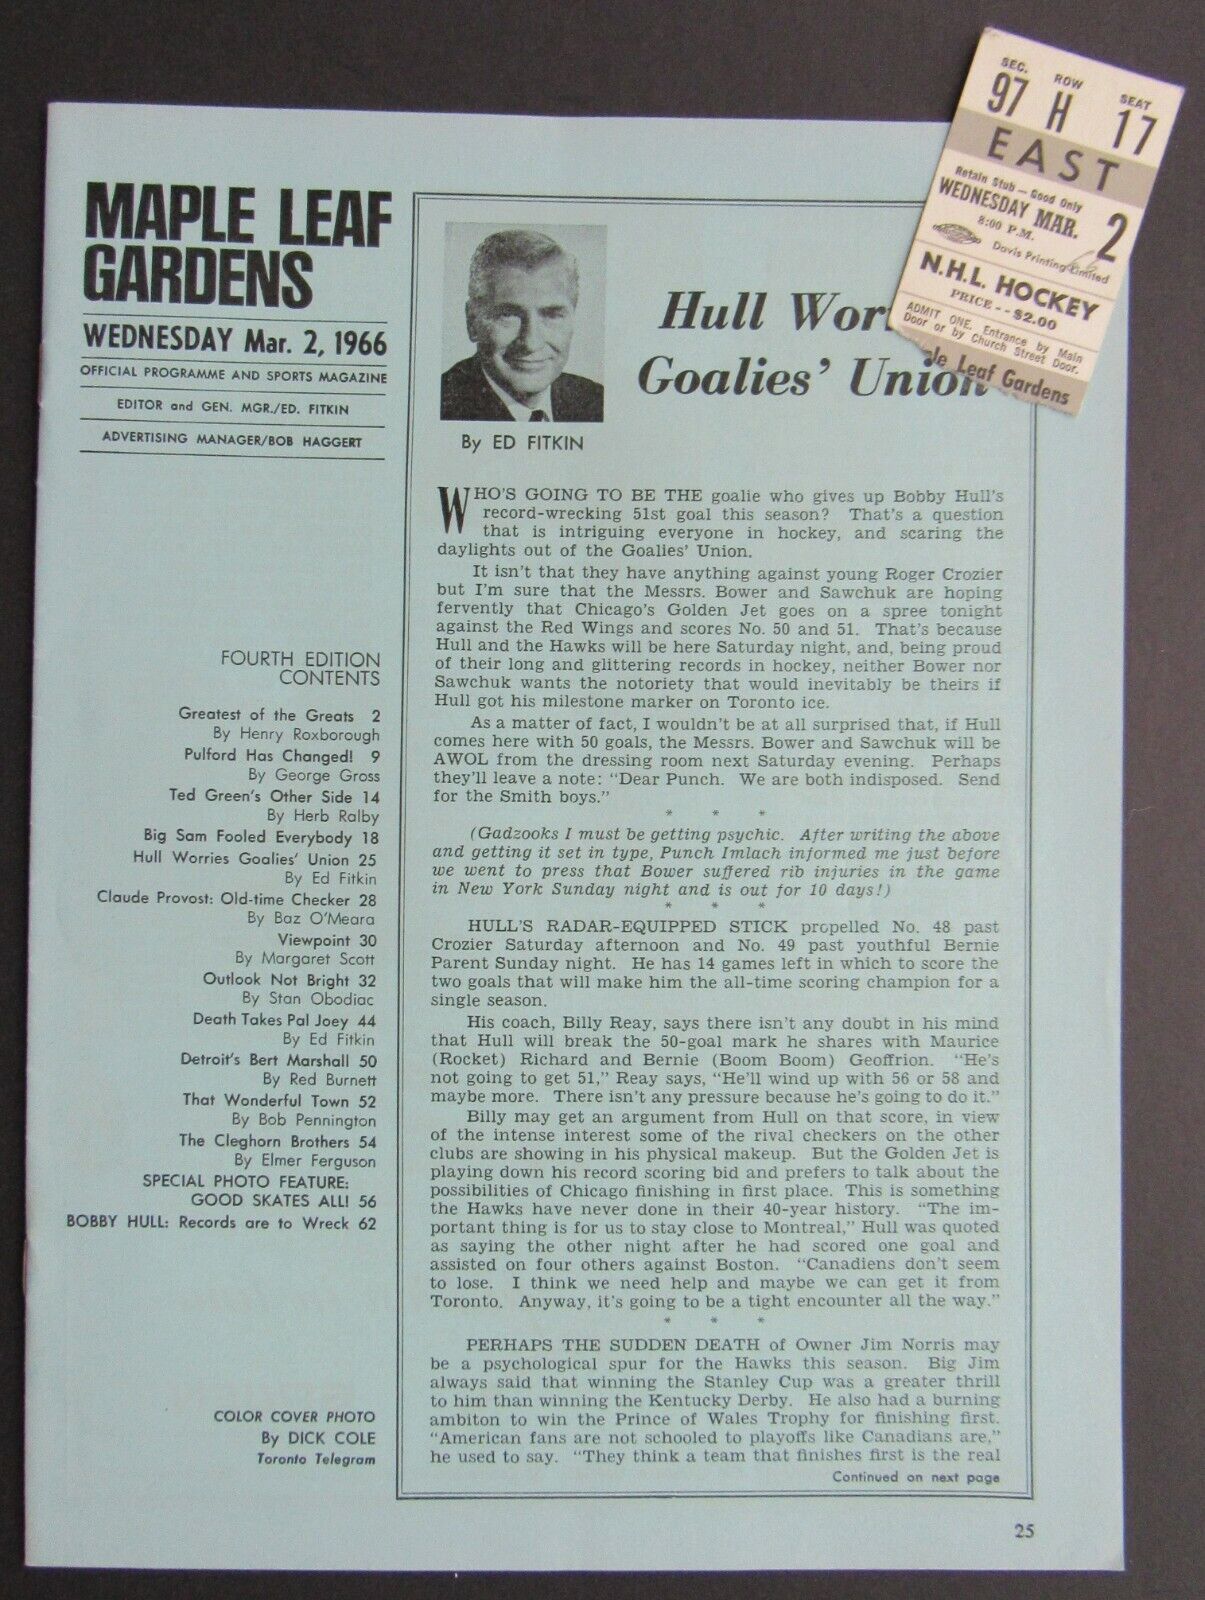 MAPLE LEAF
GARDENS
WEDNESDAY Mar. 2, 1966
OFFICIAL PROGRAMME AND SPORTS MAGAZINE
EDITOR and GEN. MGR./ED. FITKIN
ADVERTISING MANAGER/BOB HAGGERT
FOURTH EDITION
CONTENTS
Greatest of the Greats 2
By Henry Roxborough
Pulford Has Changed! 9
By George Gross
Ted Green's Other Side 14
By Herb Ralby
Big Sam Fooled Everybody 18
Hull Worries Goalies' Union 25
By Ed Fitkin
Claude Provost: Old-time Checker 28
By Baz O'Meara
Viewpoint 30
By Margaret Scott
Outlook Not Bright 32
By Stan Obodiac
Death Takes Pal Joey 44
By Ed Fitkin
Detroit's Bert Marshall 50
By Red Burnett
That Wonderful Town 52
By Bob Pennington
The Cleghorn Brothers 54
By Elmer Ferguson
SPECIAL PHOTO FEATURE:
GOOD SKATES ALL! 56
BOBBY HULL: Records are to Wreck 62
COLOR COVER PHOTO
By DICK COLE
Toronto Telegram
By ED FITKIN
Hull Wor
Goalies' Union
WHO'S GOING TO BE THE goalie who gives up Bobby Hull's
record-wrecking 51st goal this season? That's a question
that is intriguing everyone in hockey, and scaring the
daylights out of the Goalies' Union.
It isn't that they have anything against young Roger Crozier
but I'm sure that the Messrs. Bower and Sawchuk are hoping
fervently that Chicago's Golden Jet goes on a spree tonight
against the Red Wings and scores No. 50 and 51. That's because
Hull and the Hawks will be here Saturday night, and, being proud
of their long and glittering records in hockey, neither Bower nor
Sawchuk wants the notoriety that would inevitably be theirs if
Hull got his milestone marker on Toronto ice.
As a matter of fact, I wouldn't be at all surprised that, if Hull
comes here with 50 goals, the Messrs. Bower and Sawchuk will be
AWOL from the dressing room next Saturday evening. Perhaps
they'll leave a note: "Dear Punch. We are both indisposed. Send
for the Smith boys."
* * *
(Gadzooks I must be getting psychic. After writing the above
and getting it set in type, Punch Imlach informed me just before
we went to press that Bower suffered rib injuries in the game
in New York Sunday night and is out for 10 days!)
* * *
HULL'S RADAR-EQUIPPED STICK propelled No. 48 past
Crozier Saturday afternoon and No. 49 past youthful Bernie
Parent Sunday night. He has 14 games left in which to score the
two goals that will make him the all-time scoring champion for a
single season.
His coach, Billy Reay, says there isn't any doubt in his mind
that Hull will break the 50-goal mark he shares with Maurice
(Rocket) Richard and Bernie (Boom Boom) Geoffrion. "He's
not going to get 51," Reay says, "He'll wind up with 56 or 58 and
maybe more. There isn't any pressure because he's going to do it."
Billy may get an argument from Hull on that score, in view
of the intense interest some of the rival checkers on the other
clubs are showing in his physical makeup. But the Golden Jet is
playing down his record scoring bid and prefers to talk about the
possibilities of Chicago finishing in first place. This is something
the Hawks have never done in their 40-year history. "The im-
portant thing is for us to stay close to Montreal," Hull was quoted
as saying the other night after he had scored one goal and
assisted on four others against Boston. "Canadiens don't seem
to lose. I think we need help and maybe we can get it from
Toronto. Anyway, it's going to be a tight encounter all the way."
* * *
PERHAPS THE SUDDEN DEATH of Owner Jim Norris may
be a psychological spur for the Hawks this season. Big Jim
always said that winning the Stanley Cup was a greater thrill
to him than winning the Kentucky Derby. He also had a burning
ambiton to win the Prince of Wales Trophy for finishing first.
"American fans are not schooled to playoffs like Canadians are,"
he used to say. "They think a team that finishes first is the real
Continued on next page
25
SEC. ROW SEAT
97 H 17
EAST
Retain Stub — Good Only
WEDNESDAY MAR. 2
8:00 P.M.
Davis Printing Limited
N.H.L. HOCKEY
PRICE - - $2.00
ADMIT ONE. Entrance by Main
Door or by Church Street Door.
le Leaf Gardens